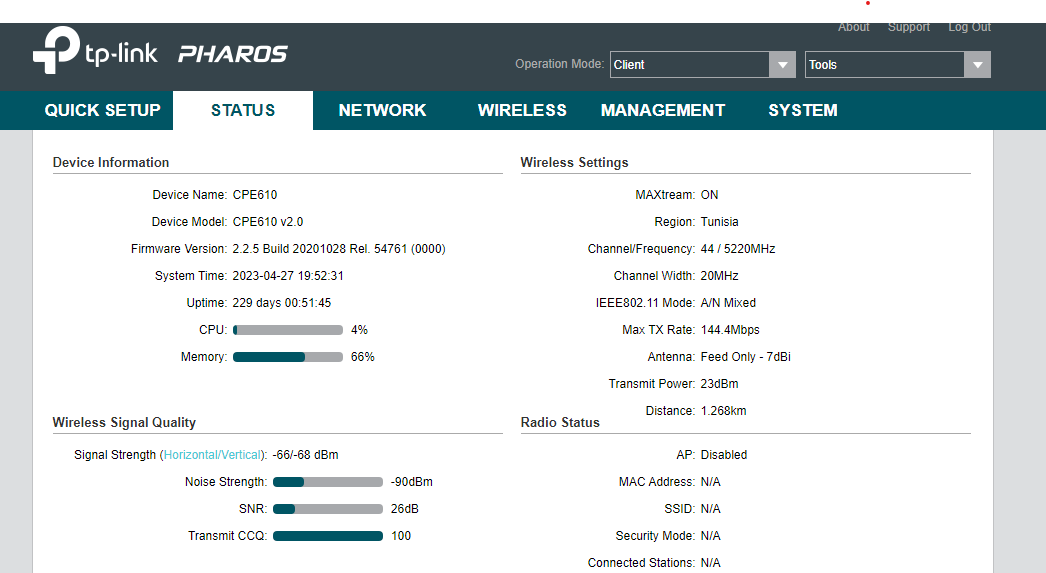 About Support Log Out
tp-link PHAROS
Operation Mode: Client Tools
QUICK SETUP STATUS NETWORK WIRELESS MANAGEMENT SYSTEM
Device Information
Device Name: CPE610
Device Model: CPE610 v2.0
Firmware Version: 2.2.5 Build 20201028 Rel. 54761 (0000)
System Time: 2023-04-27 19:52:31
Uptime: 229 days 00:51:45
CPU: 4%
Memory: 66%
Wireless Settings
MAXtream: ON
Region: Tunisia
Channel/Frequency: 44 / 5220MHz
Channel Width: 20MHz
IEEE802.11 Mode: A/N Mixed
Max TX Rate: 144.4Mbps
Antenna: Feed Only - 7dBi
Transmit Power: 23dBm
Distance: 1.268km
Wireless Signal Quality
Signal Strength (Horizontal/Vertical): -66/-68 dBm
Noise Strength: -90dBm
SNR: 26dB
Transmit CCQ: 100
Radio Status
AP: Disabled
MAC Address: N/A
SSID: N/A
Security Mode: N/A
Connected Stations: N/A